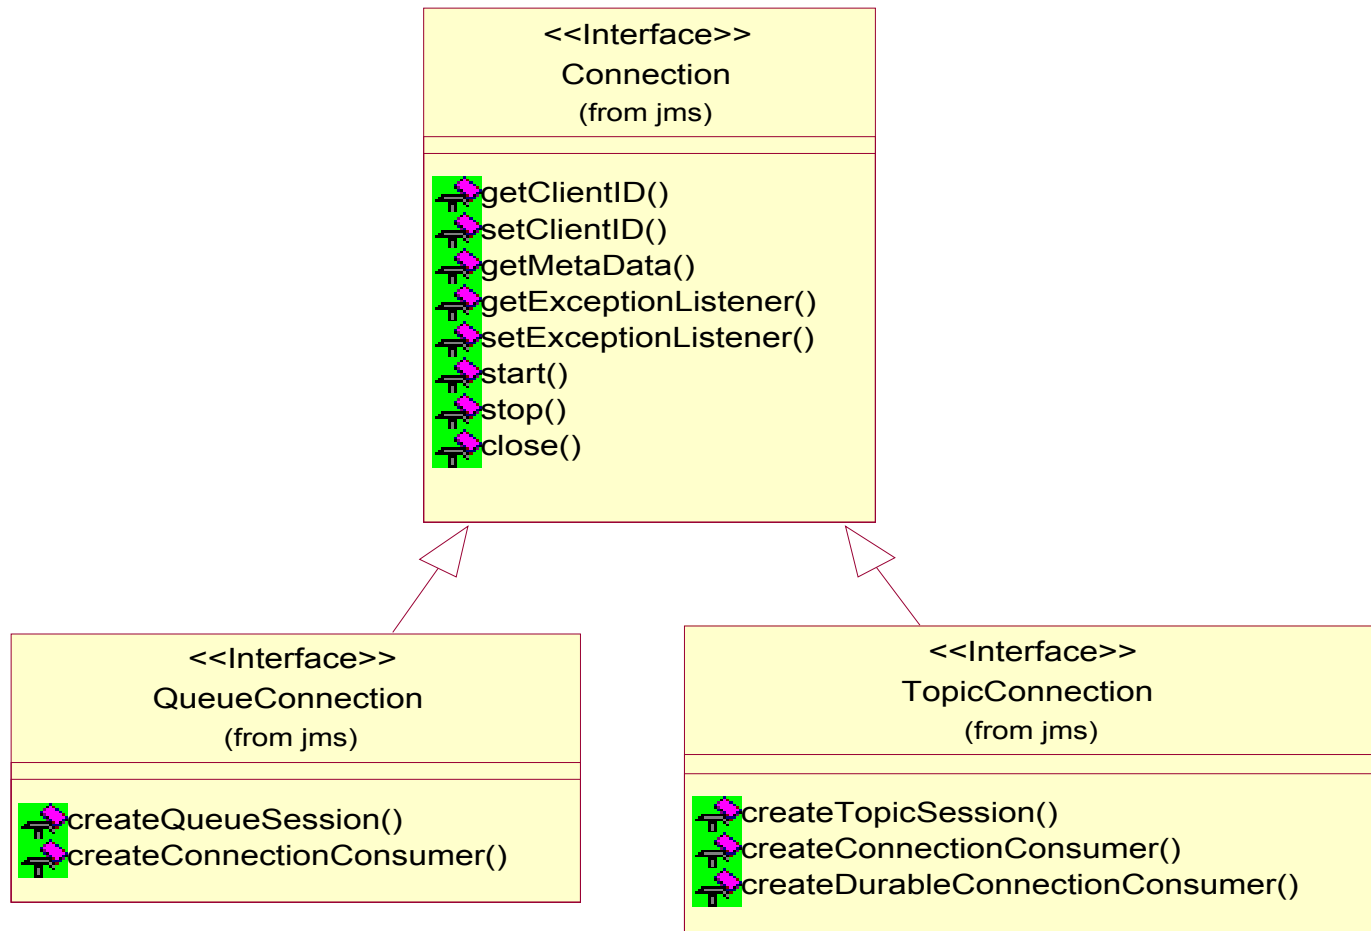 <<Interface>>
Connection
(from jms)
getClientID()
setClientID()
getMetaData()
getExceptionListener()
setExceptionListener()
start()
stop()
close()
<<Interface>>
QueueConnection
(from jms)
createQueueSession()
createConnectionConsumer()
<<Interface>>
TopicConnection
(from jms)
createTopicSession()
createConnectionConsumer()
createDurableConnectionConsumer()